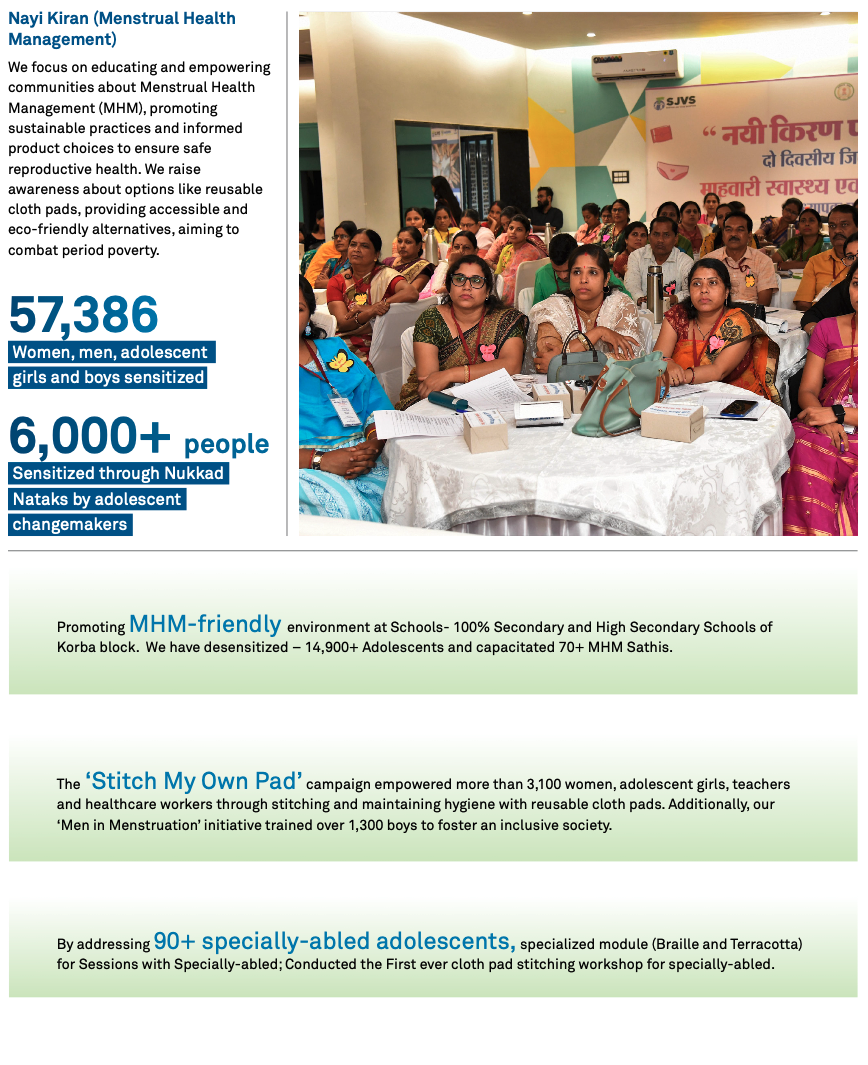 Nayi Kiran (Menstrual Health
Management)
We focus on educating and empowering
communities about Menstrual Health
Management (MHM), promoting
sustainable practices and informed
product choices to ensure safe
reproductive health. We raise
awareness about options like reusable
cloth pads, providing accessible and
eco-friendly alternatives, aiming to
combat period poverty.
57,386
Women, men, adolescent
girls and boys sensitized
6,000+ people
Sensitized through Nukkad
Nataks by adolescent
changemakers
SJVS
“ नयी किरण
दो दिवसीय
माहवारी स्वास्थ्य
Promoting MHM-friendly environment at Schools- 100% Secondary and High Secondary Schools of
Korba block. We have desensitized – 14,900+ Adolescents and capacitated 70+ MHM Sathis.
The ‘Stitch My Own Pad’ campaign empowered more than 3,100 women, adolescent girls, teachers
and healthcare workers through stitching and maintaining hygiene with reusable cloth pads. Additionally, our
‘Men in Menstruation’ initiative trained over 1,300 boys to foster an inclusive society.
By addressing 90+ specially-abled adolescents, specialized module (Braille and Terracotta)
for Sessions with Specially-abled; Conducted the First ever cloth pad stitching workshop for specially-abled.